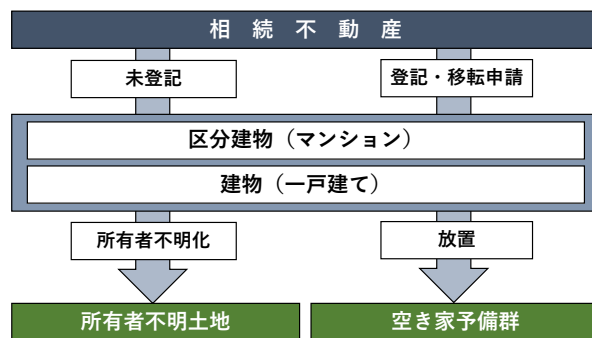 相続不動産
未登記
登記・移転申請
区分建物（マンション）
建物（一戸建て）
所有者不明化
放置
所有者不明土地
空き家予備群